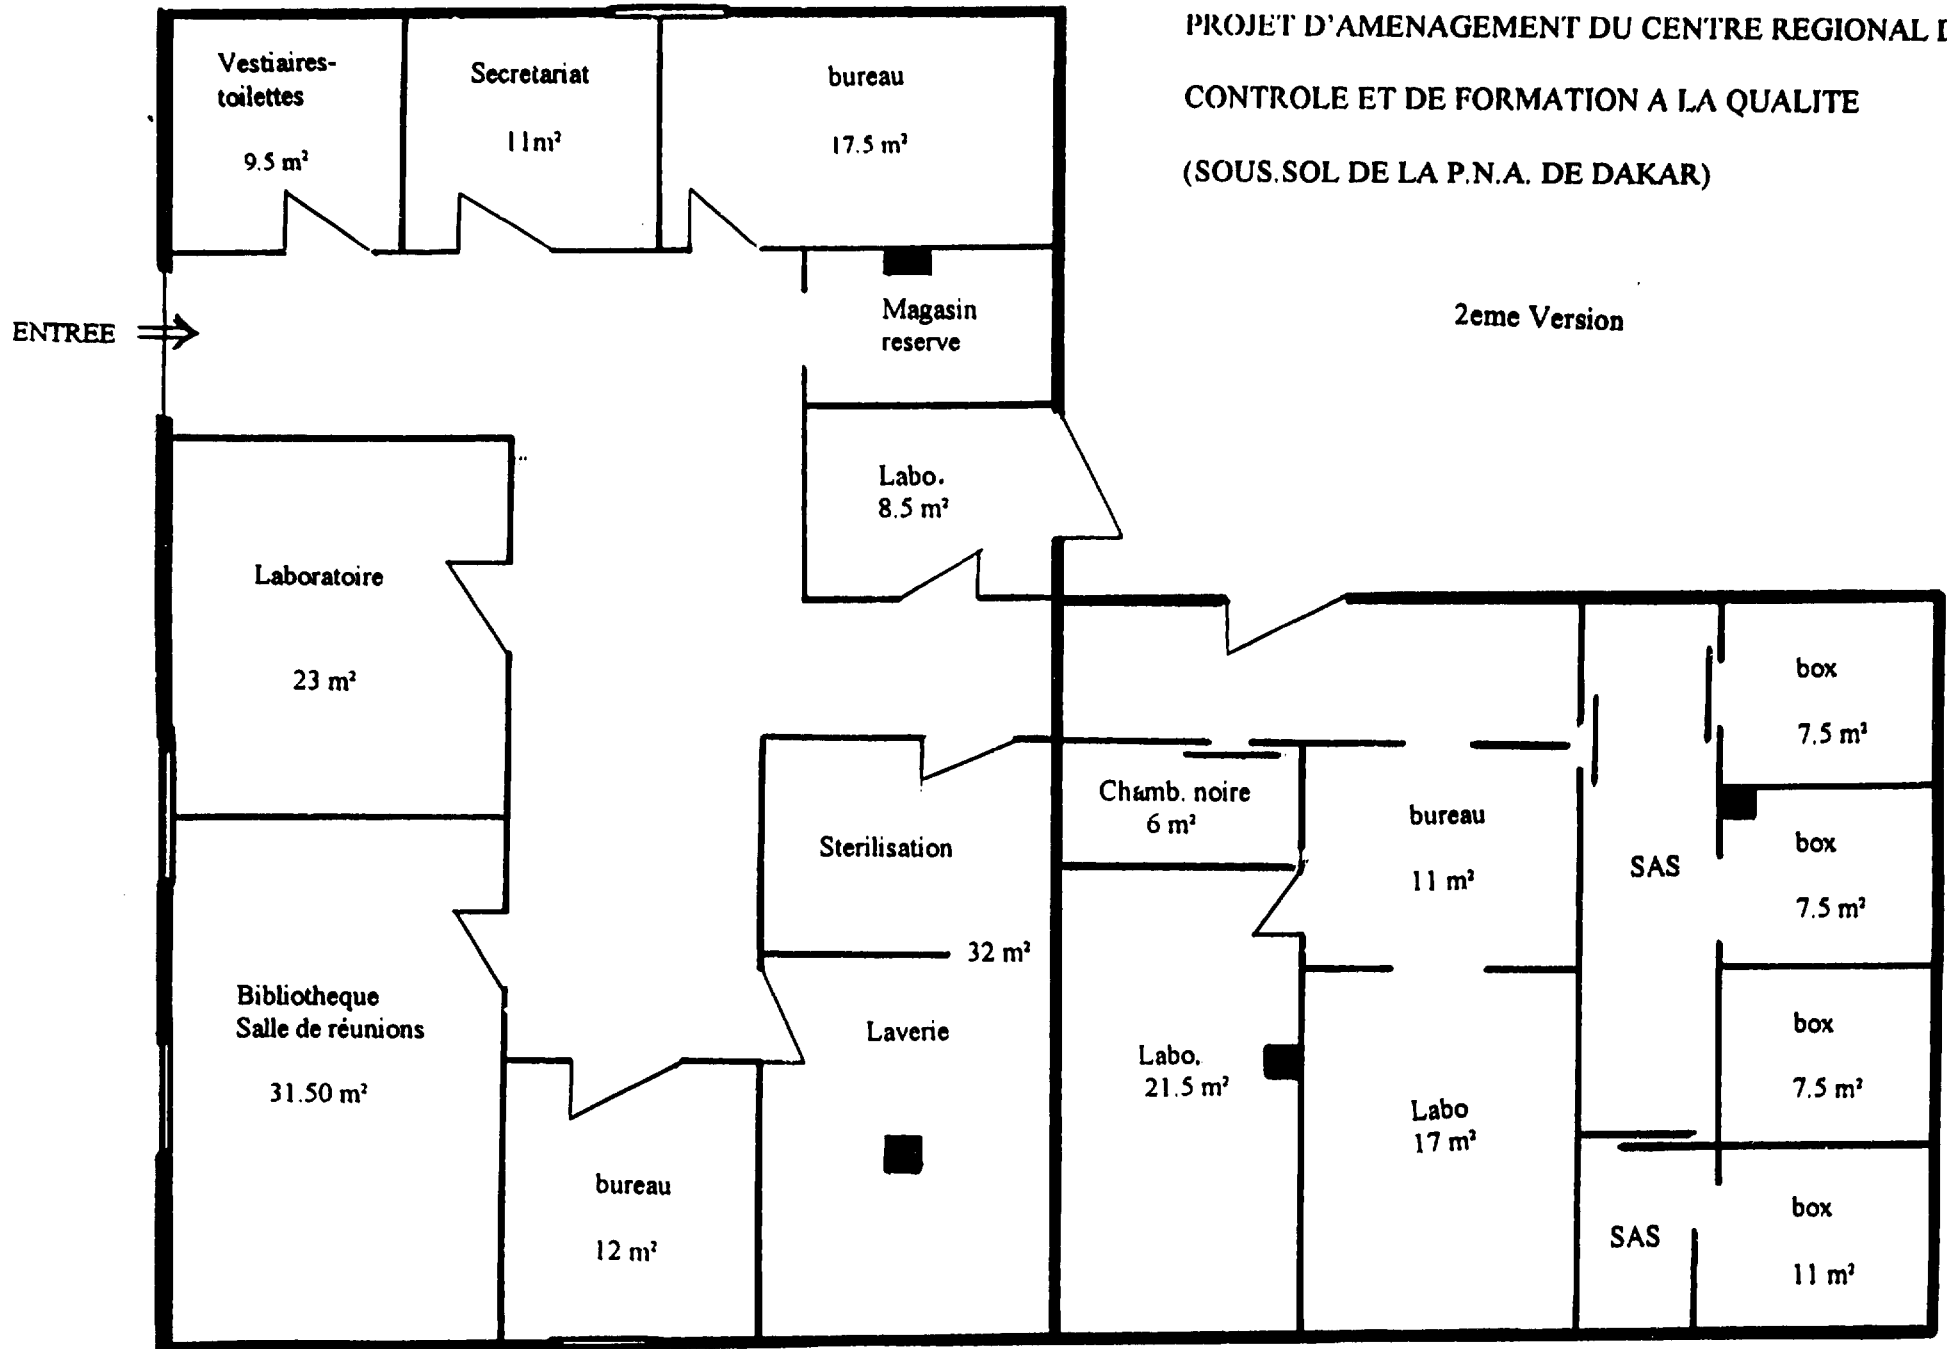 PROJET D'AMENAGEMENT DU CENTRE REGIONAL D
CONTROLE ET DE FORMATION A LA QUALITE
(SOUS.SOL DE LA P.N.A. DE DAKAR)
2eme Version
Vestiaires-
toilettes
9.5 m²
Secretariat
11m²
bureau
17.5 m²
ENTREE
Magasin
reserve
Labo.
8.5 m²
Laboratoire
23 m²
box
7.5 m²
Chamb. noire
6 m²
bureau
11 m²
Sterilisation
SAS
box
7.5 m²
32 m²
Bibliotheque
Salle de réunions
31.50 m²
Laverie
Labo.
21.5 m²
Labo
17 m²
box
7.5 m²
bureau
12 m²
SAS
box
11 m²